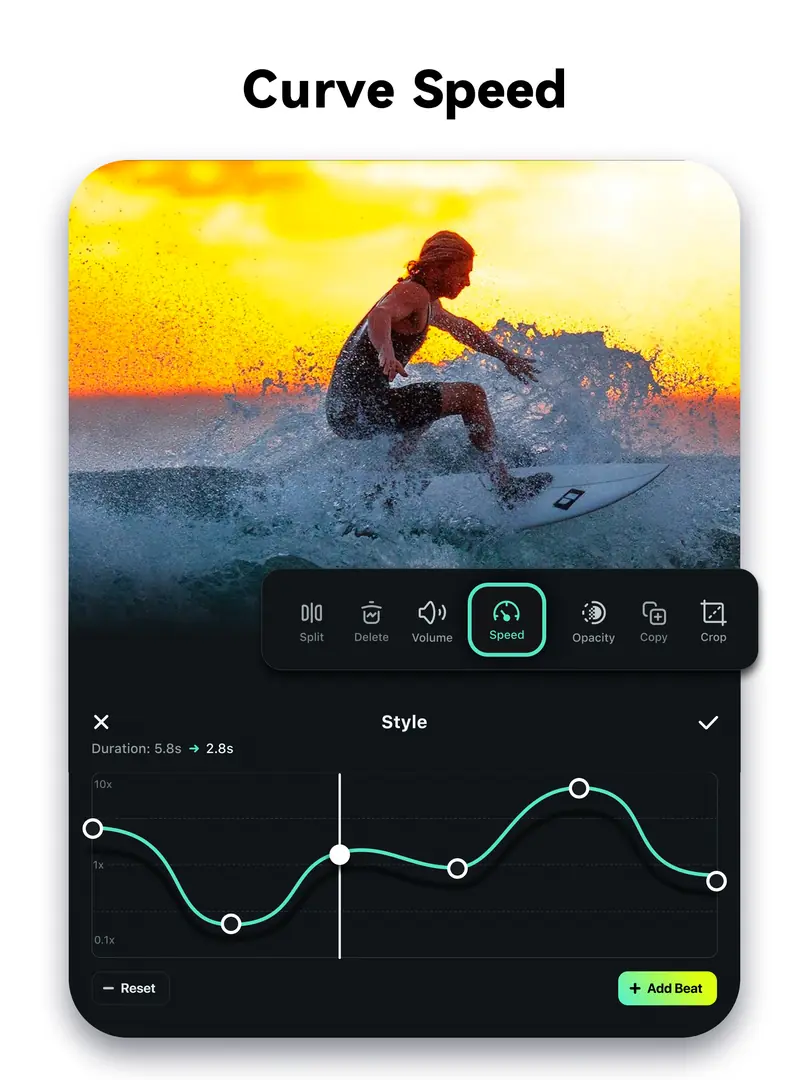 Curve Speed
Split
Delete
Volume
Speed
Opacity
Copy
Crop
Style
Duration: 5.8s → 2.8s
10x
1x
0.1x
Reset
Add Beat